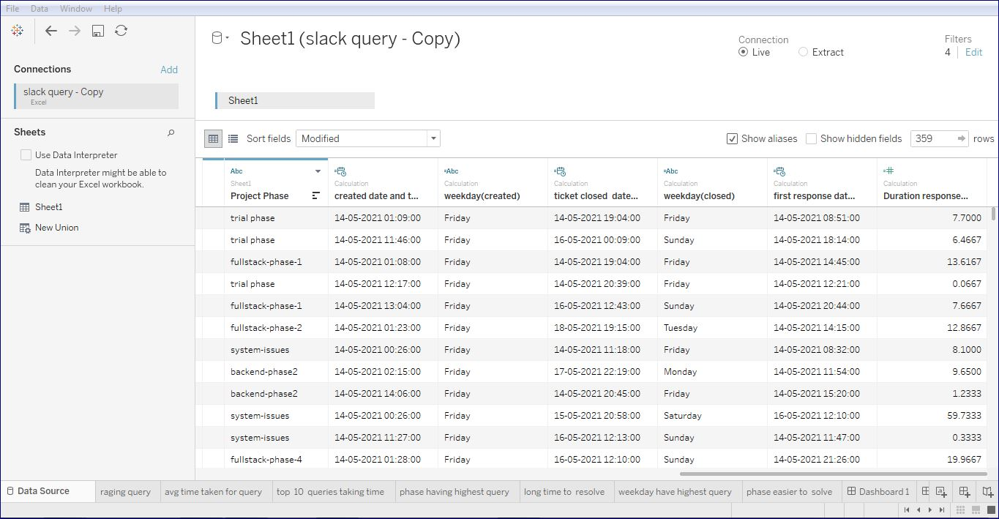 File Data Window Help
Sheet1 (slack query - Copy)
Connection
Live Extract
Filters
4 Edit
Connections Add
slack query - Copy
Excel
Sheet1
Sheets
Use Data Interpreter
Data Interpreter might be able to
clean your Excel workbook.
Sheet1
New Union
Sort fields Modified Show aliases Show hidden fields 359 rows
Abc =Abc =Abc =#
Sheet1 Calculation Calculation Calculation Calculation Calculation Calculation
Project Phase created date and t... weekday(created) ticket closed date... weekday(closed) first response dat... Duration response...
trial phase 14-05-2021 01:09:00 Friday 14-05-2021 19:04:00 Friday 14-05-2021 08:51:00 7.7000
trial phase 14-05-2021 11:46:00 Friday 16-05-2021 00:09:00 Sunday 14-05-2021 18:14:00 6.4667
fullstack-phase-1 14-05-2021 01:08:00 Friday 14-05-2021 19:04:00 Friday 14-05-2021 14:45:00 13.6167
trial phase 14-05-2021 12:17:00 Friday 14-05-2021 20:39:00 Friday 14-05-2021 12:21:00 0.0667
fullstack-phase-1 14-05-2021 13:04:00 Friday 16-05-2021 12:43:00 Sunday 14-05-2021 20:44:00 7.6667
fullstack-phase-2 14-05-2021 01:23:00 Friday 18-05-2021 19:15:00 Tuesday 14-05-2021 14:15:00 12.8667
system-issues 14-05-2021 00:26:00 Friday 14-05-2021 11:18:00 Friday 14-05-2021 08:32:00 8.1000
backend-phase2 14-05-2021 02:15:00 Friday 17-05-2021 22:19:00 Monday 14-05-2021 11:54:00 9.6500
backend-phase2 14-05-2021 14:06:00 Friday 14-05-2021 20:45:00 Friday 14-05-2021 15:20:00 1.2333
system-issues 14-05-2021 00:26:00 Friday 15-05-2021 20:58:00 Saturday 16-05-2021 12:10:00 59.7333
system-issues 14-05-2021 11:27:00 Friday 16-05-2021 12:13:00 Sunday 14-05-2021 11:47:00 0.3333
fullstack-phase-4 14-05-2021 01:28:00 Friday 16-05-2021 12:10:00 Sunday 14-05-2021 21:26:00 19.9667
Data Source raging query avg time taken for query top 10 queries taking time phase having highest query long time to resolve weekday have highest query phase easier to solve Dashboard 1